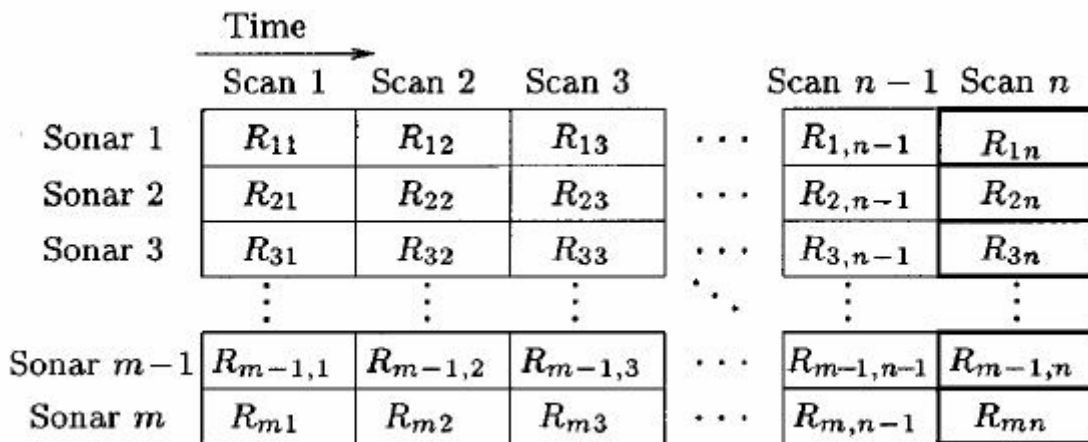 Time
Scan 1 Scan 2 Scan 3 Scan n − 1 Scan n
Sonar 1 R₁₁ R₁₂ R₁₃ · · · R₁,ₙ₋₁ R₁ₙ
Sonar 2 R₂₁ R₂₂ R₂₃ · · · R₂,ₙ₋₁ R₂ₙ
Sonar 3 R₃₁ R₃₂ R₃₃ · · · R₃,ₙ₋₁ R₃ₙ
⋮ ⋮ ⋮ ⋱ ⋮ ⋮
Sonar m−1 Rₘ₋₁,₁ Rₘ₋₁,₂ Rₘ₋₁,₃ · · · Rₘ₋₁,ₙ₋₁ Rₘ₋₁,ₙ
Sonar m Rₘ₁ Rₘ₂ Rₘ₃ · · · Rₘ,ₙ₋₁ Rₘₙ